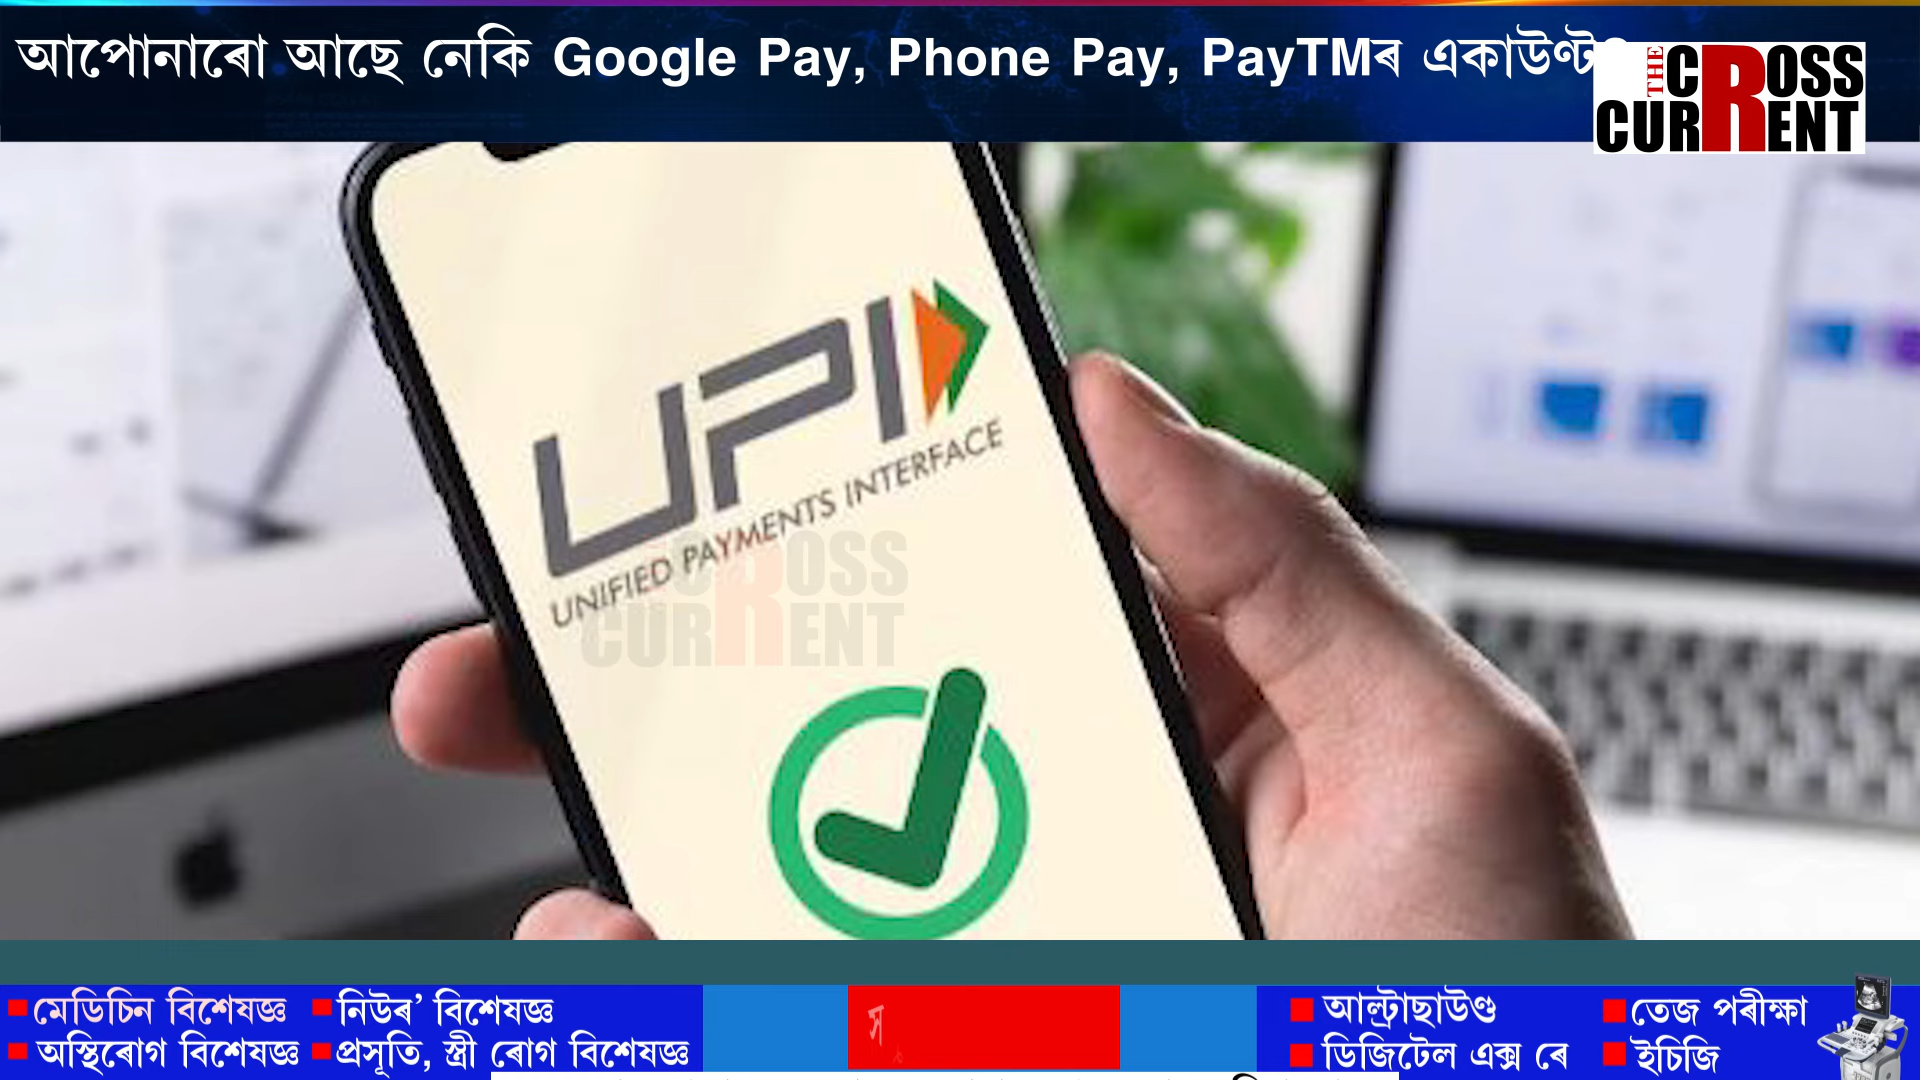 আপোনাৰো আছে নেকি Google Pay, Phone Pay, PayTMৰ একাউণ্ট
THE CROSS
CURRENT
UPI
UNIFIED PAYMENTS INTERFACE
CROSS
CURRENT
মেডিচিন বিশেষজ্ঞ
নিউৰ’ বিশেষজ্ঞ
অস্থিৰোগ বিশেষজ্ঞ
প্ৰসূতি, স্ত্ৰী ৰোগ বিশেষজ্ঞ
স
আল্ট্ৰাছাউণ্ড
তেজ পৰীক্ষা
ডিজিটেল এক্স ৰে
ইচিজি